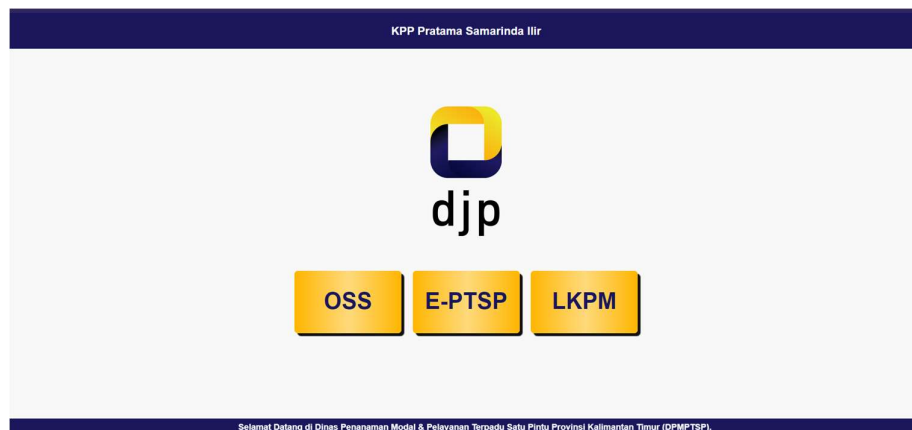 KPP Pratama Samarinda Ilir
djp
OSS E-PTSP LKPM
Selamat Datang di Dinas Penanaman Modal & Pelayanan Terpadu Satu Pintu Provinsi Kalimantan Timur (DPMPTSP).